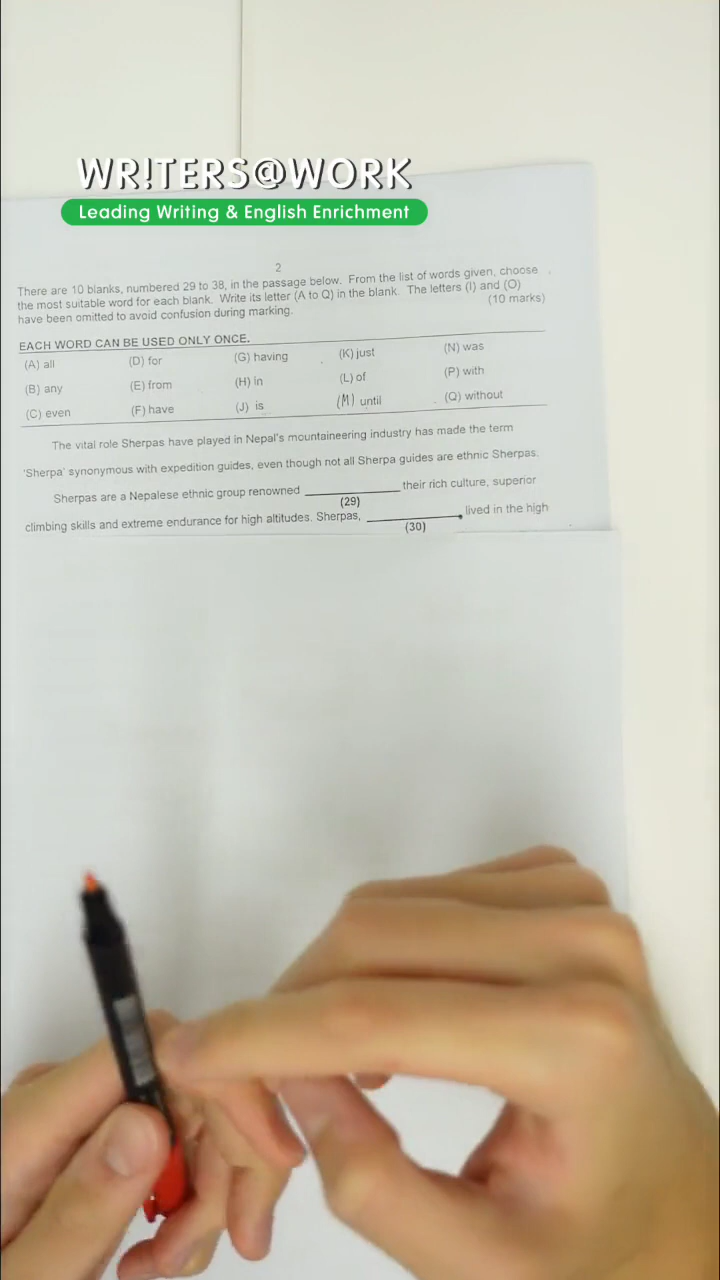 WR!TERS@WORK
Leading Writing & English Enrichment
2
There are 10 blanks, numbered 29 to 38, in the passage below. From the list of words given, choose
the most suitable word for each blank. Write its letter (A to Q) in the blank. The letters (I) and (O)
have been omitted to avoid confusion during marking. (10 marks)
EACH WORD CAN BE USED ONLY ONCE.
(A) all (D) for (G) having (K) just (N) was
(B) any (E) from (H) in (L) of (P) with
(C) even (F) have (J) is (M) until (Q) without
The vital role Sherpas have played in Nepal's mountaineering industry has made the term
'Sherpa' synonymous with expedition guides, even though not all Sherpa guides are ethnic Sherpas.
Sherpas are a Nepalese ethnic group renowned ____________ their rich culture, superior
(29)
climbing skills and extreme endurance for high altitudes. Sherpas, ____________, lived in the high
(30)